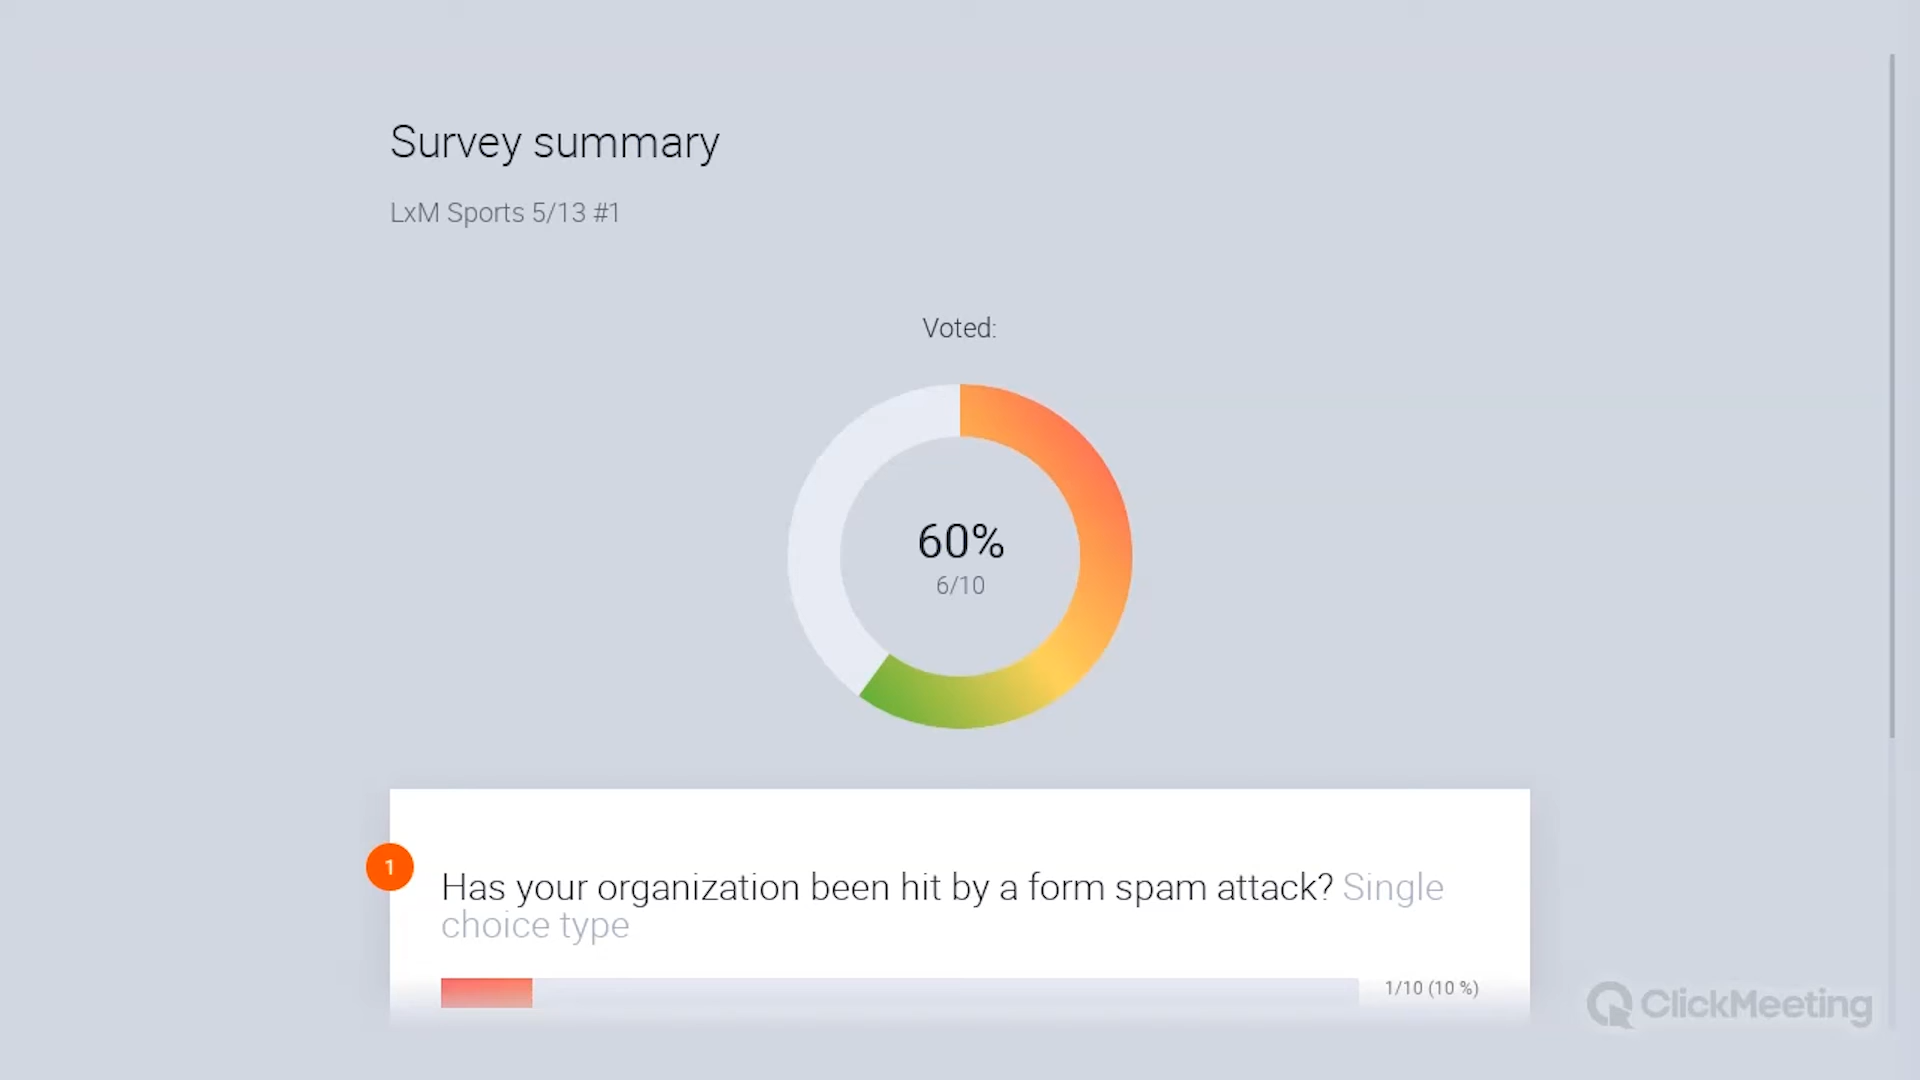 Survey summary
LxM Sports 5/13 #1
Voted:
60%
6/10
1
Has your organization been hit by a form spam attack? Single
choice type
1/10 (10 %)
ClickMeeting